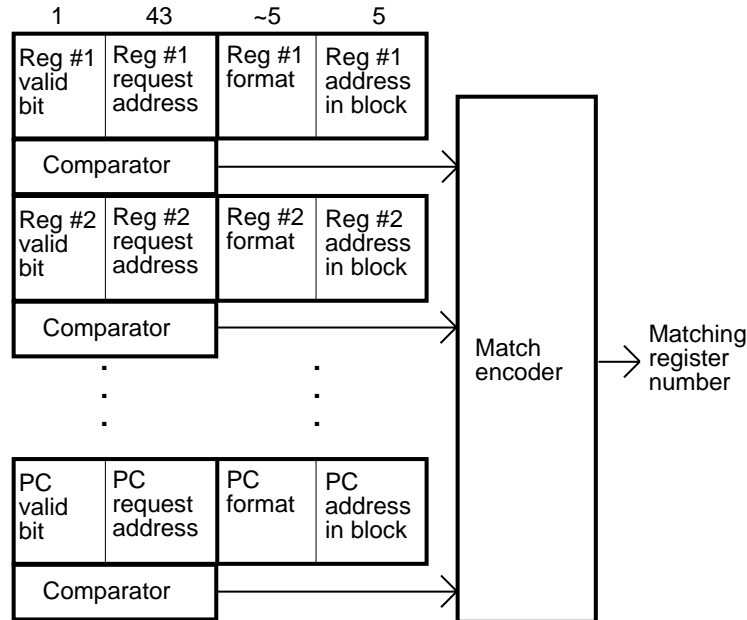 1 43 ~5 5
Reg #1 valid bit
Reg #1 request address
Reg #1 format
Reg #1 address in block
Comparator
Reg #2 valid bit
Reg #2 request address
Reg #2 format
Reg #2 address in block
Comparator
Match encoder
Matching register number
PC valid bit
PC request address
PC format
PC address in block
Comparator